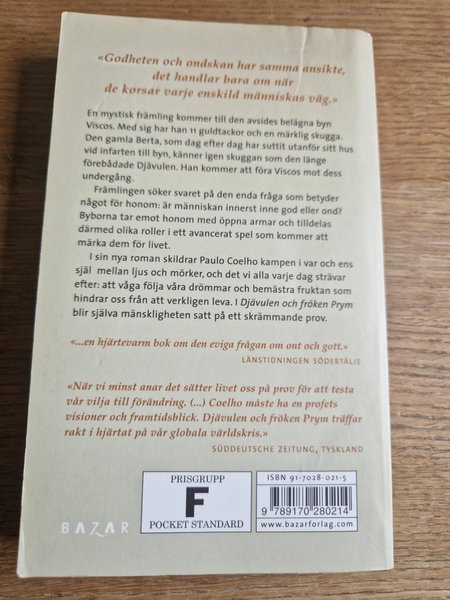 «Godheten och ondskan har samma ansikte,
det handlar bara om när
de korsar varje enskild människas väg.»
En mystisk främling kommer till den avsides belägna byn
Viscos. Med sig har han 11 guldtackor och en märklig skugga.
Den gamla Berta, som dag efter dag har suttit utanför sitt hus
vid infarten till byn, känner igen skuggan som den länge
förebådade Djävulen. Han kommer att föra Viscos mot dess
undergång.
Främlingen söker svaret på den enda fråga som betyder
något för honom: är människan innerst inne god eller ond?
Byborna tar emot honom med öppna armar och tilldelas
därmed olika roller i ett avancerat spel som kommer att
märka dem för livet.
I sin nya roman skildrar Paulo Coelho kampen i var och ens
själ mellan ljus och mörker, och det vi alla varje dag strävar
efter: att våga följa våra drömmar och bemästra fruktan som
hindrar oss från att verkligen leva. I Djävulen och fröken Prym
blir själva mänskligheten satt på ett skrämmande prov.
«...en hjärtevarm bok om den eviga frågan om ont och gott.»
LÄNSTIDNINGEN SÖDERTÄLJE
«När vi minst anar det sätter livet oss på prov för att testa
vår vilja till förändring. (...) Coelho måste ha en profets
visioner och framtidsblick. Djävulen och fröken Prym träffar
rakt i hjärtat på vår globala världskris.»
SÜDDEUTSCHE ZEITUNG, TYSKLAND
BAZAR
PRISGRUPP
F
POCKET STANDARD
ISBN 91-7028-021-5
9 789170 280214
www.bazarforlag.com